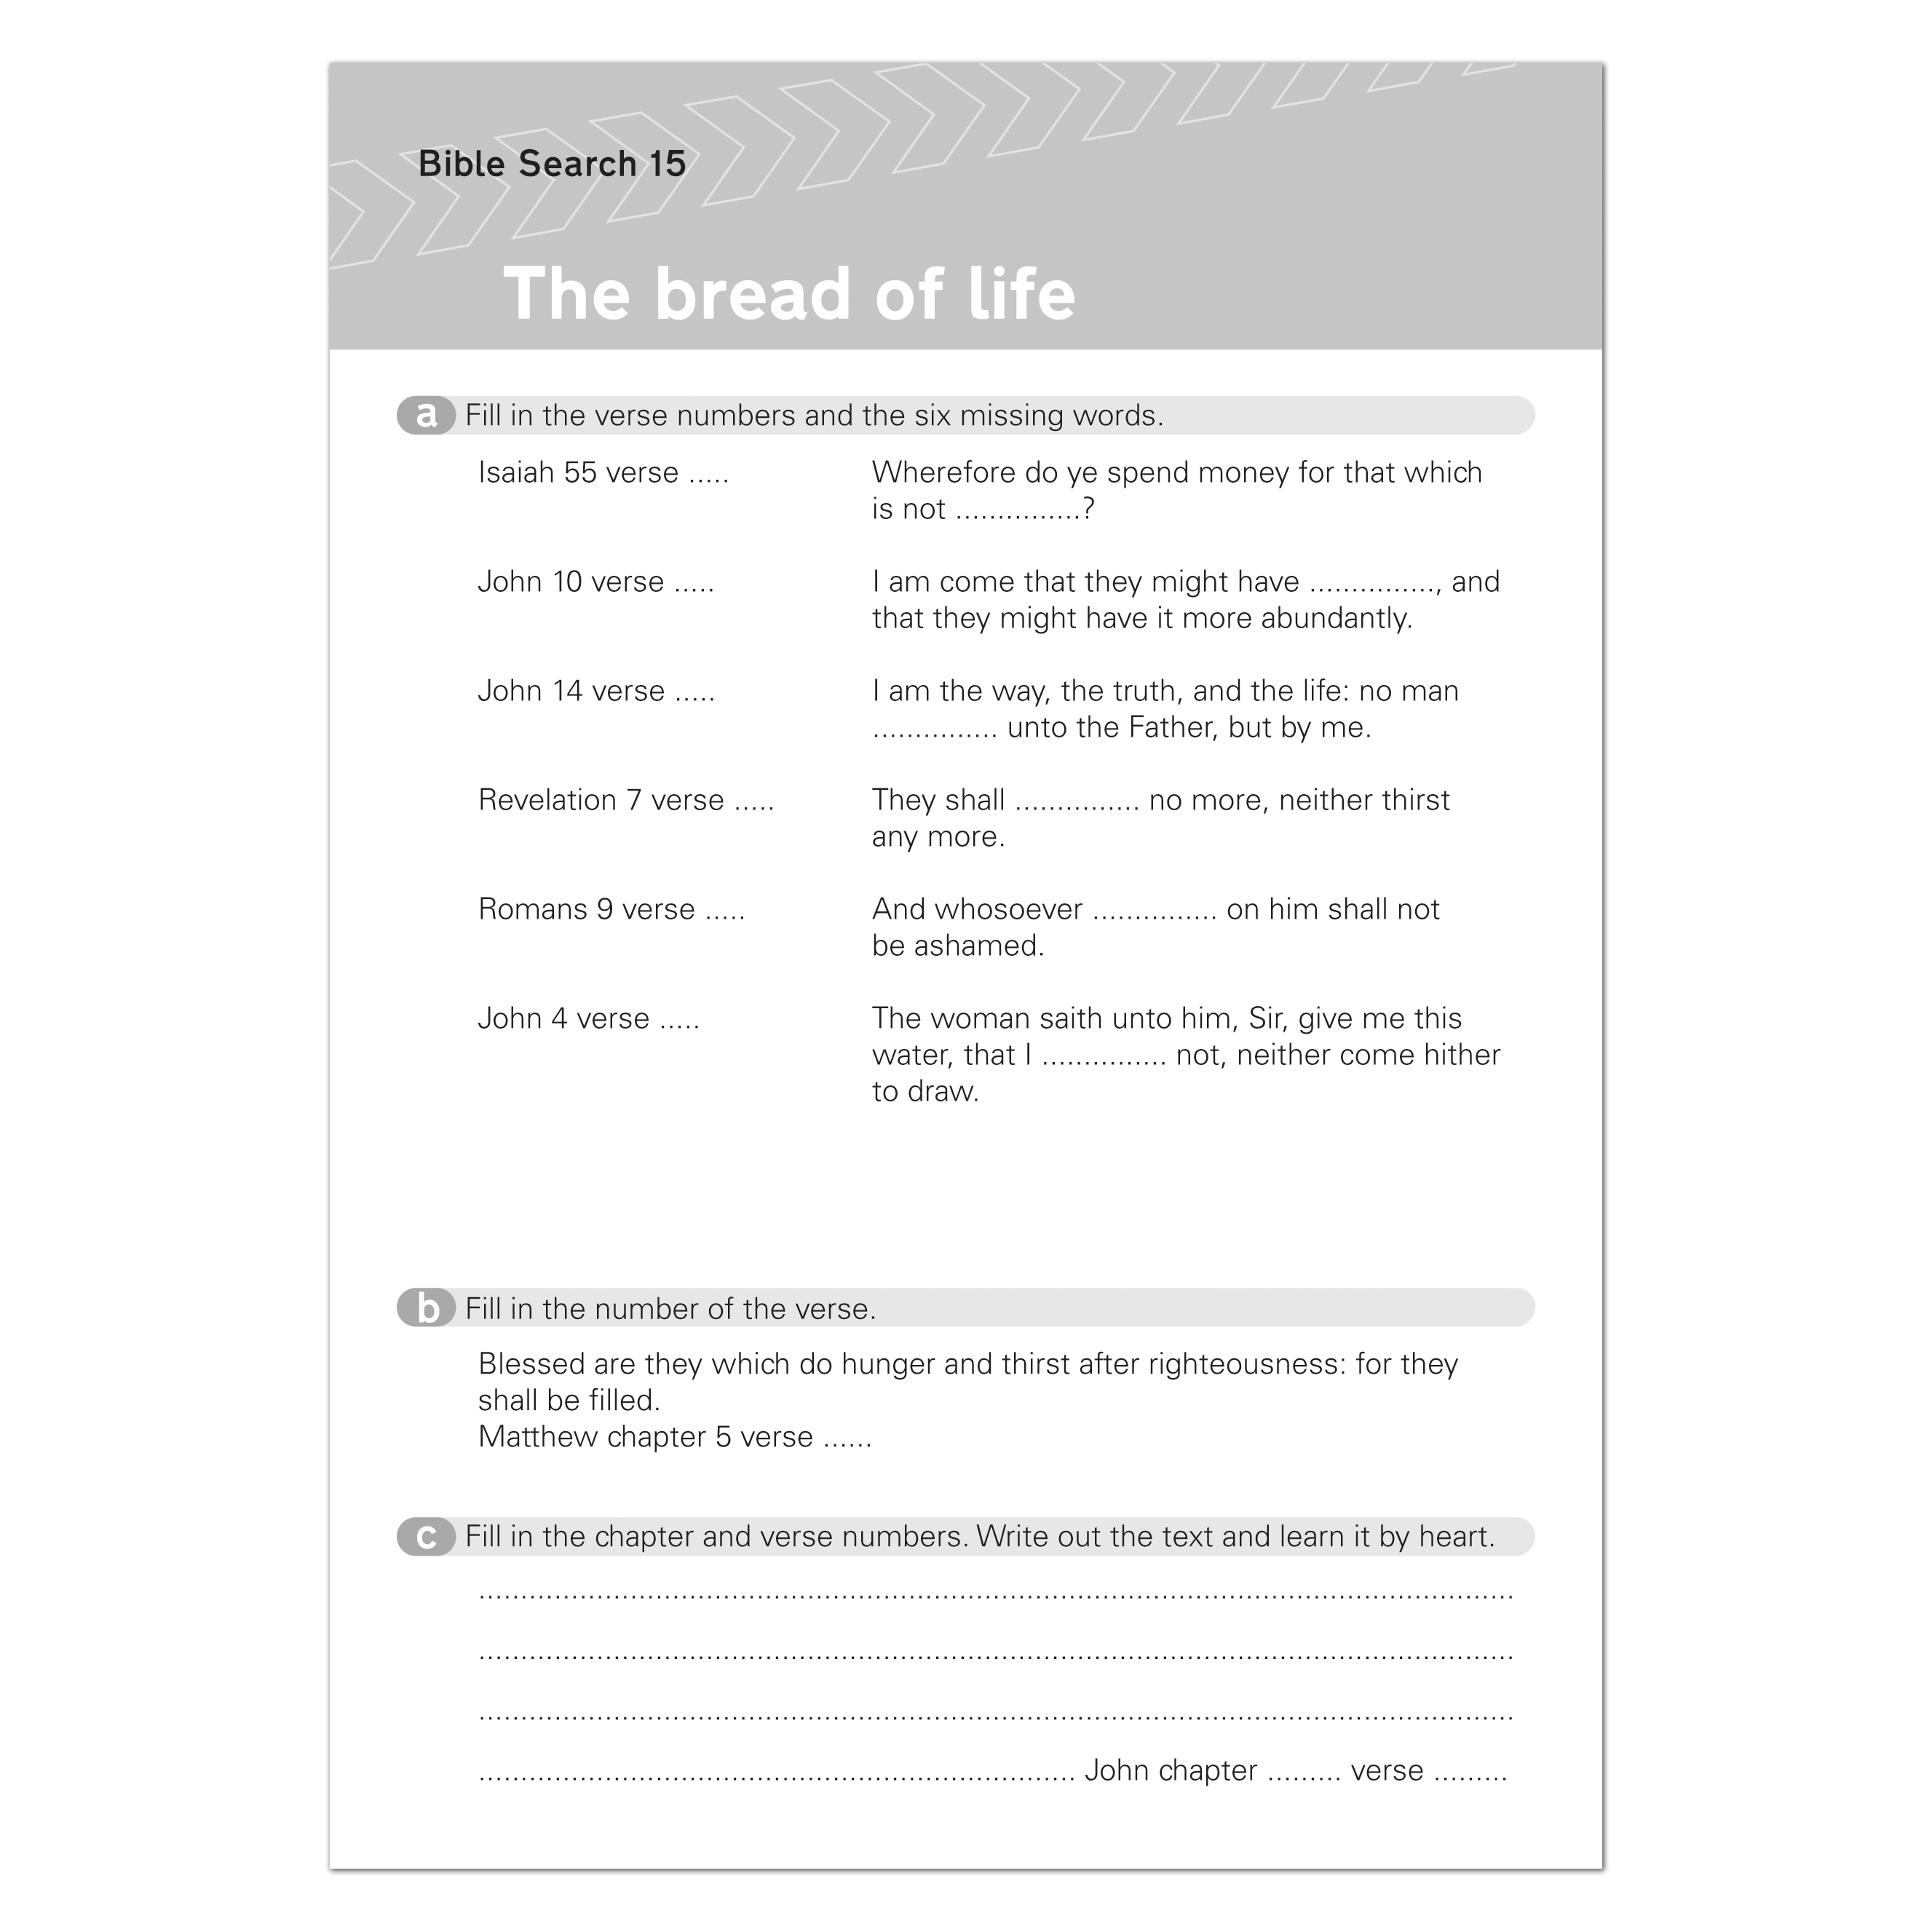 Bible Search 15
The bread of life
a Fill in the verse numbers and the six missing words.
Isaiah 55 verse ..... Wherefore do ye spend money for that which
is not ...............?
John 10 verse ..... I am come that they might have ..............., and
that they might have it more abundantly.
John 14 verse ..... I am the way, the truth, and the life: no man
............... unto the Father, but by me.
Revelation 7 verse ..... They shall ............... no more, neither thirst
any more.
Romans 9 verse ..... And whosoever ............... on him shall not
be ashamed.
John 4 verse ..... The woman saith unto him, Sir, give me this
water, that I ............... not, neither come hither
to draw.
b Fill in the number of the verse.
Blessed are they which do hunger and thirst after righteousness: for they
shall be filled.
Matthew chapter 5 verse ......
c Fill in the chapter and verse numbers. Write out the text and learn it by heart.
...........................................................................................................................
...........................................................................................................................
...........................................................................................................................
....................................................................... John chapter ......... verse .........